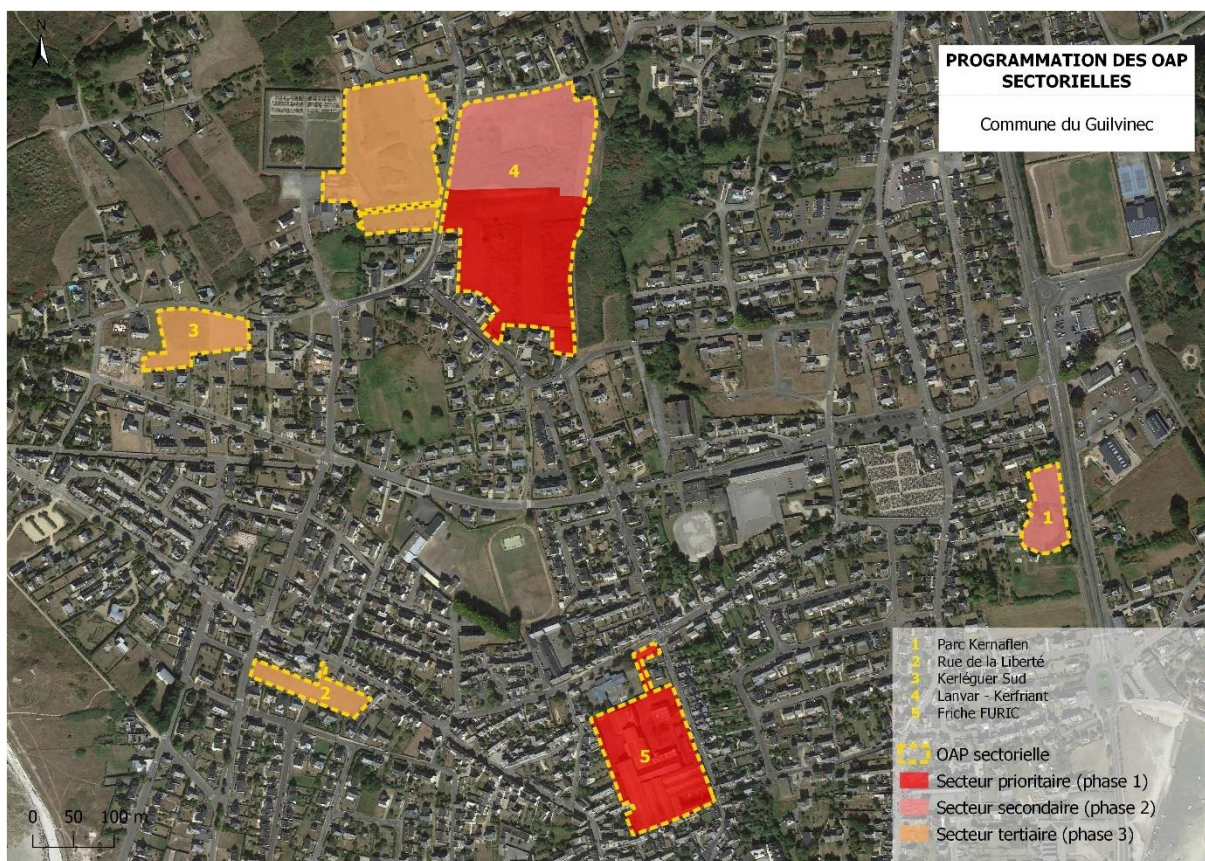 N
PROGRAMMATION DES OAP
SECTORIELLES
Commune du Guilvinec
4
3
1
2
5
1 Parc Kernaflen
2 Rue de la Liberté
3 Kerléguer Sud
4 Lanvar - Kerfriant
5 Friche FURIC
OAP sectorielle
Secteur prioritaire (phase 1)
Secteur secondaire (phase 2)
Secteur tertiaire (phase 3)
0 50 100 m